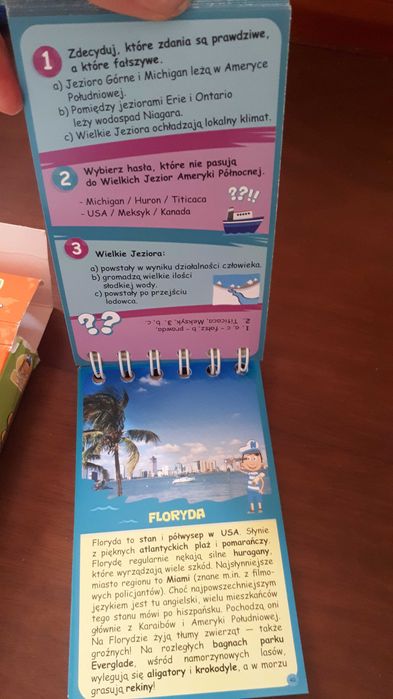 1 Zdecyduj, które zdania są prawdziwe,
a które fałszywe.
a) Jezioro Górne i Michigan leżą w Ameryce
Południowej.
b) Pomiędzy jeziorami Erie i Ontario
leży wodospad Niagara.
c) Wielkie Jeziora ochładzają lokalny klimat.
2 Wybierz hasła, które nie pasują
do Wielkich Jezior Ameryki Północnej.
??!!
- Michigan / Huron / Titicaca
- USA / Meksyk / Kanada
3 Wielkie Jeziora:
a) powstały w wyniku działalności człowieka.
b) gromadzą wielkie ilości
słodkiej wody.
c) powstały po przejściu
lodowca.
??
1. a, c – fałsz, b – prawda,
2. Titicaca, Meksyk, 3. b, c
FLORYDA
Floryda to stan i półwysep w USA. Słynie
z pięknych atlantyckich plaż i pomarańczy.
Florydę regularnie nękają silne huragany,
które wyrządzają wiele szkód. Najsłynniejsze
miasto regionu to Miami (znane m.in. z filmo-
wych policjantów). Choć najpowszechniejszym
językiem jest tu angielski, wielu mieszkańców
tego stanu mówi po hiszpańsku. Pochodzą oni
głównie z Karaibów i Ameryki Południowej.
Na Florydzie żyją tłumy zwierząt – także
groźnych! Na rozległych bagnach parku
Everglade, wśród namorzynowych lasów,
wylegują się aligatory i krokodyle, a w morzu
grasują rekiny!